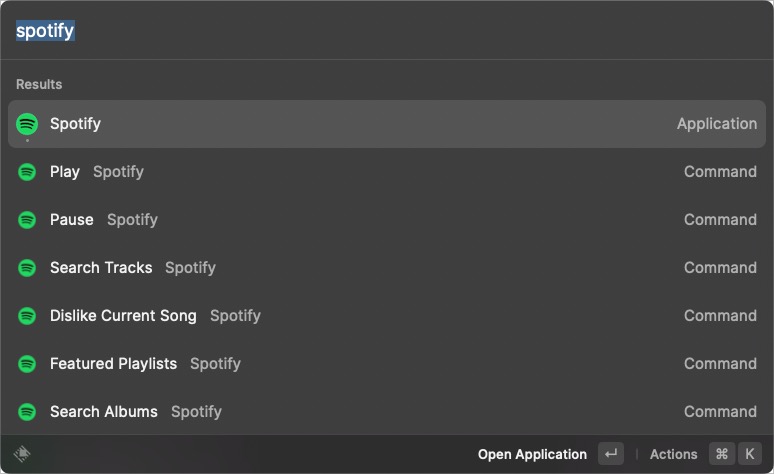 spotify
Results
Spotify Application
Play Spotify Command
Pause Spotify Command
Search Tracks Spotify Command
Dislike Current Song Spotify Command
Featured Playlists Spotify Command
Search Albums Spotify Command
Open Application ↵ | Actions ⌘ K